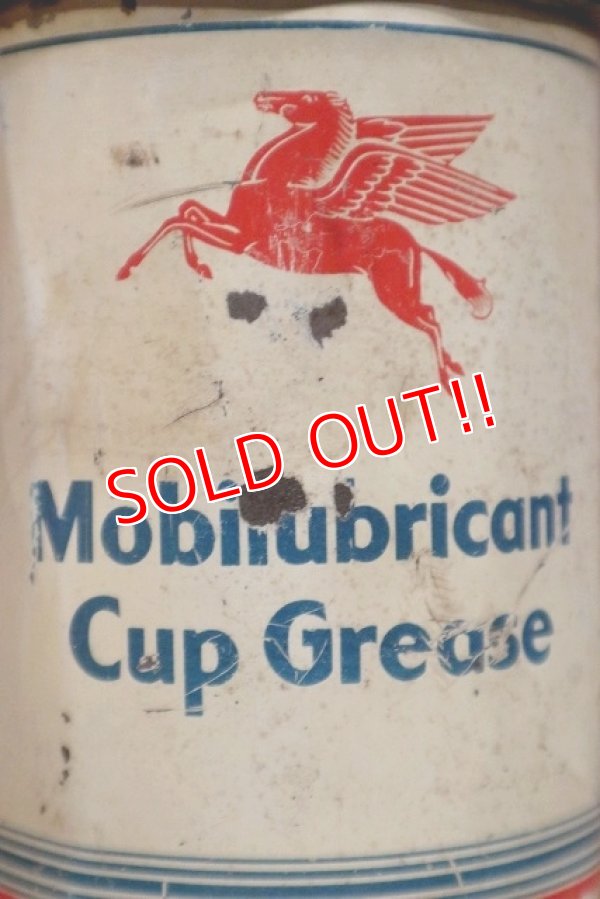 SOLD OUT!!
Mobilubricant
Cup Grease